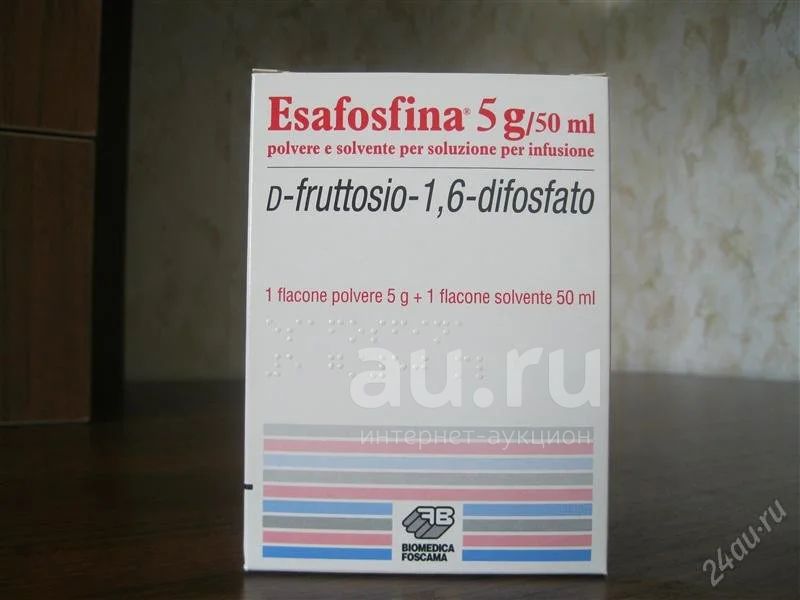 Esafosfina® 5 g/50 ml
polvere e solvente per soluzione per infusione
D-fruttosio-1,6-difosfato
1 flacone polvere 5 g + 1 flacone solvente 50 ml
au.ru
интернет-аукцион
FB
BIOMEDICA
FOSCAMA
24au.ru